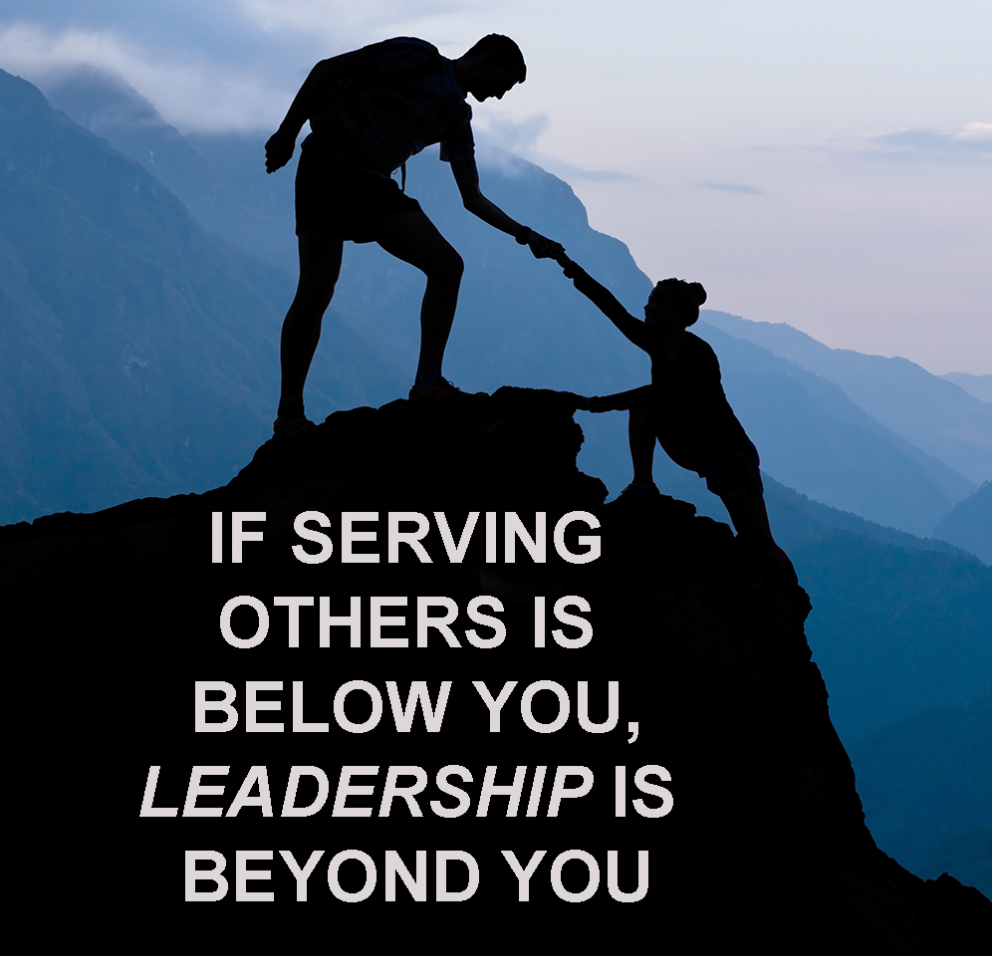 IF SERVING
OTHERS IS
BELOW YOU,
LEADERSHIP IS
BEYOND YOU